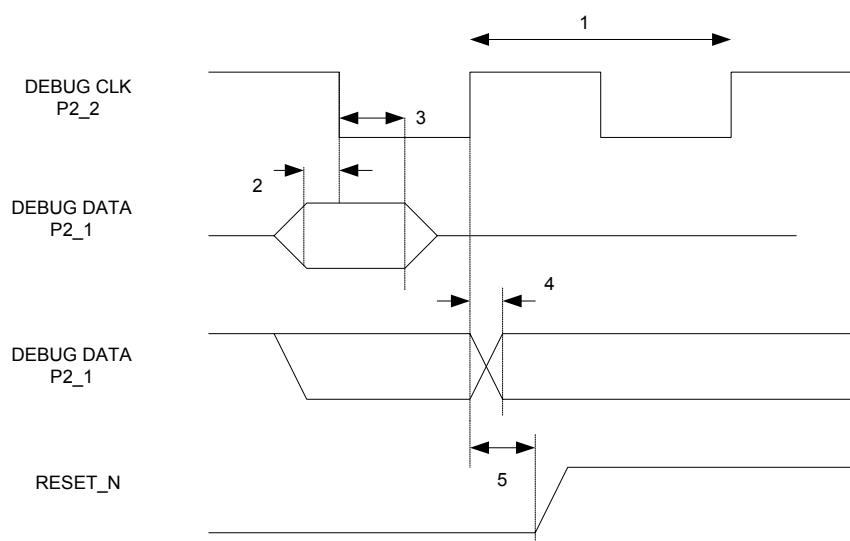 1
DEBUG CLK
P2_2
3
2
DEBUG DATA
P2_1
4
DEBUG DATA
P2_1
5
RESET_N